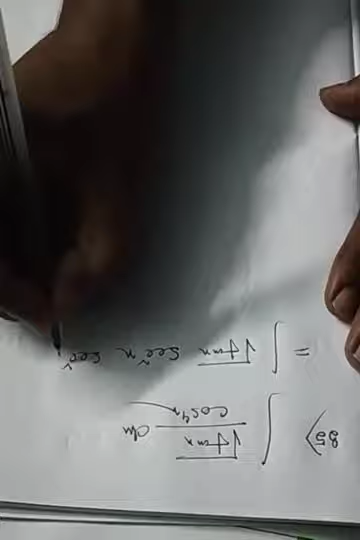 85) ∫ √tanx / cos⁴x dx
= ∫ √tanx sec²x sec²